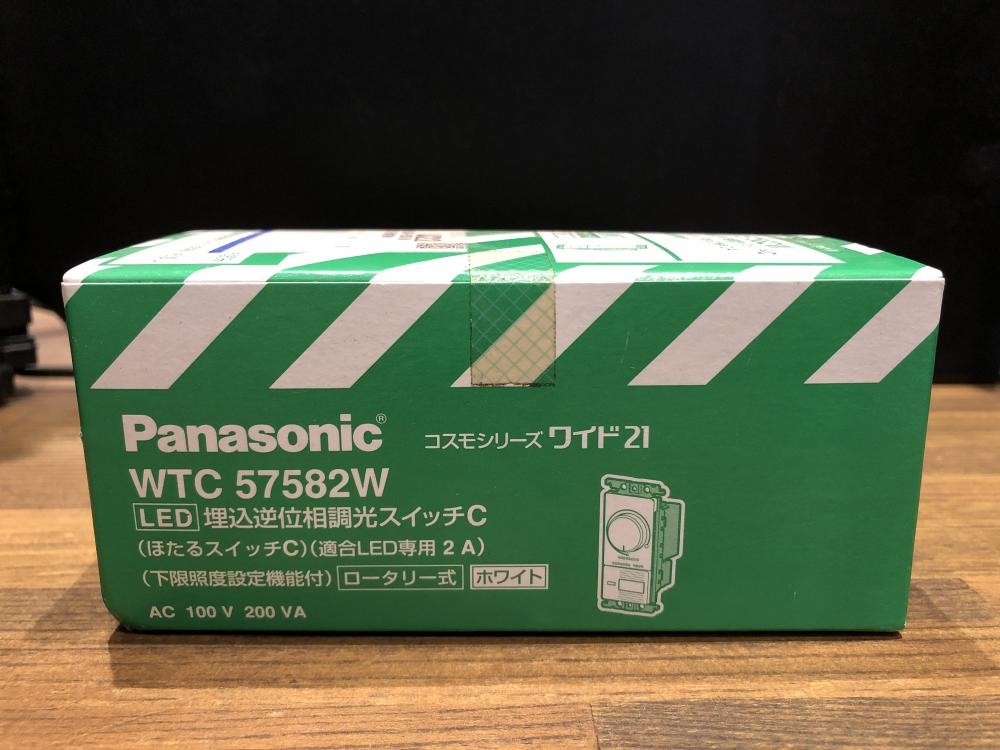 Panasonic® コスモシリーズ ワイド21
WTC 57582W
LED 埋込逆位相調光スイッチC
(ほたるスイッチC)(適合LED専用 2 A)
(下限照度設定機能付) ロータリー式 ホワイト
AC 100 V 200 VA